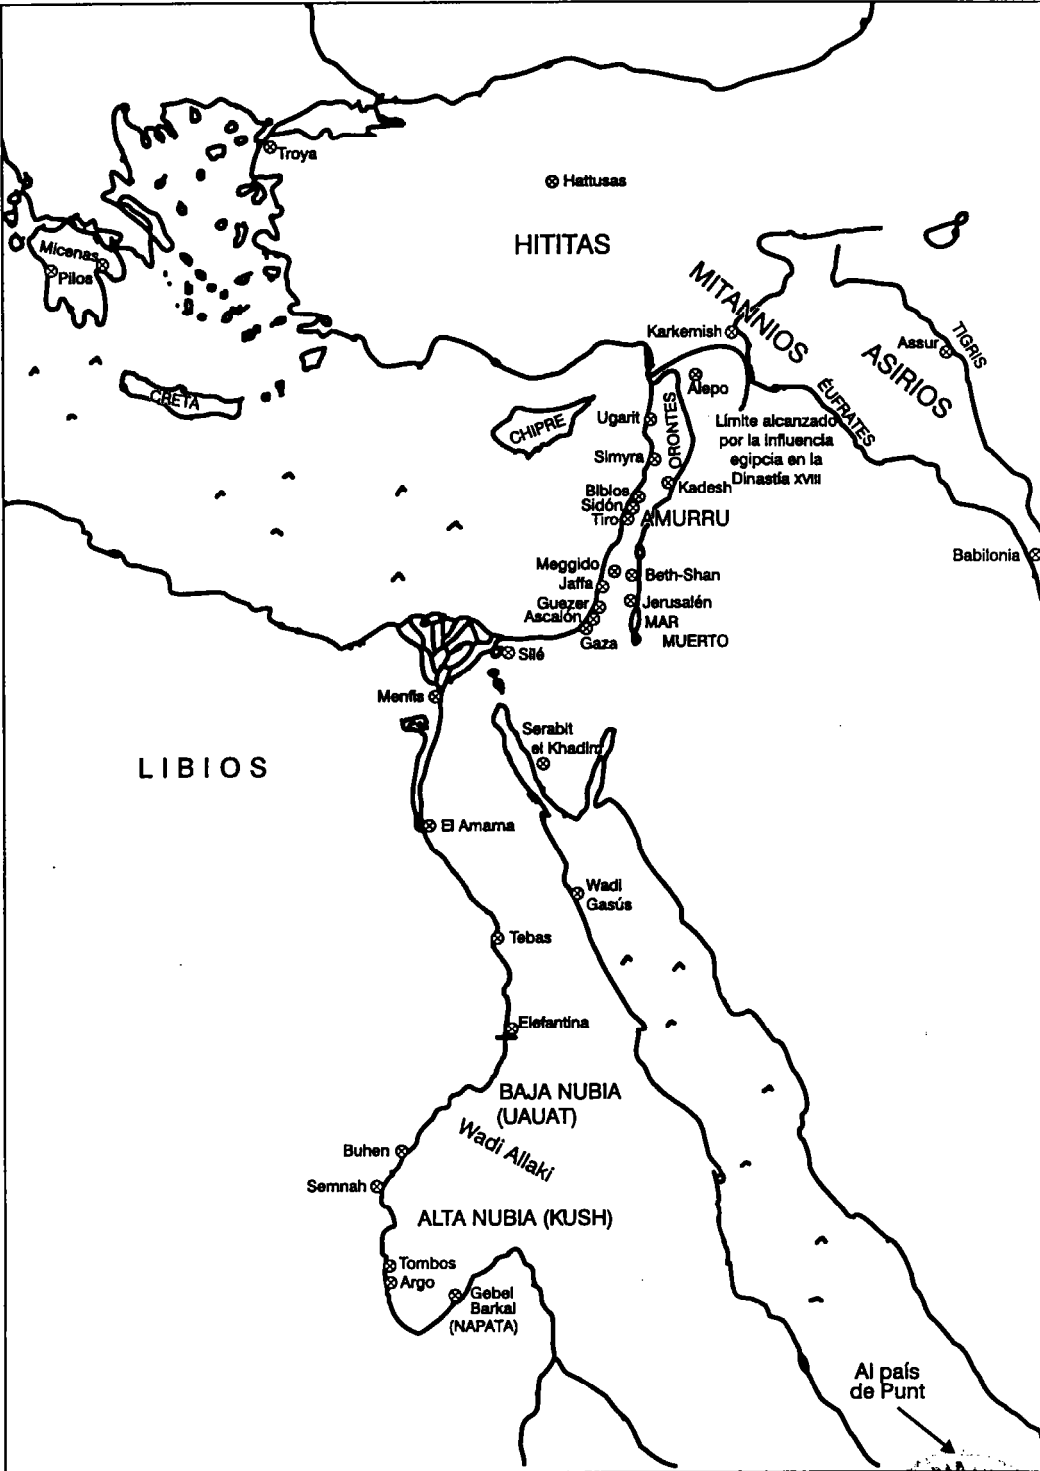 Troya
Hattusas
HITITAS
Micenas
Pilos
MITANNIOS
Karkemish
Assur
TIGRIS
ASIRIOS
Alepo
CRETA
CHIPRE
Ugarit
ORONTES
ÉUFRATES
Límite alcanzado
por la influencia
egipcia en la
Dinastía XVIII
Simyra
Kadesh
Biblos
Sidón
Tiro
AMURRU
Babilonia
Meggido
Beth-Shan
Jaffa
Guezer
Jerusalén
Ascalón
MAR
MUERTO
Gaza
Silé
Menfis
Serabit
el Khadim
LIBIOS
El Amarna
Wadi
Gasús
Tebas
Elefantina
BAJA NUBIA
(UAUAT)
Wadi Allaki
Buhen
Semnah
ALTA NUBIA (KUSH)
Tombos
Argo
Gebel
Barkal
(NAPATA)
Al país
de Punt